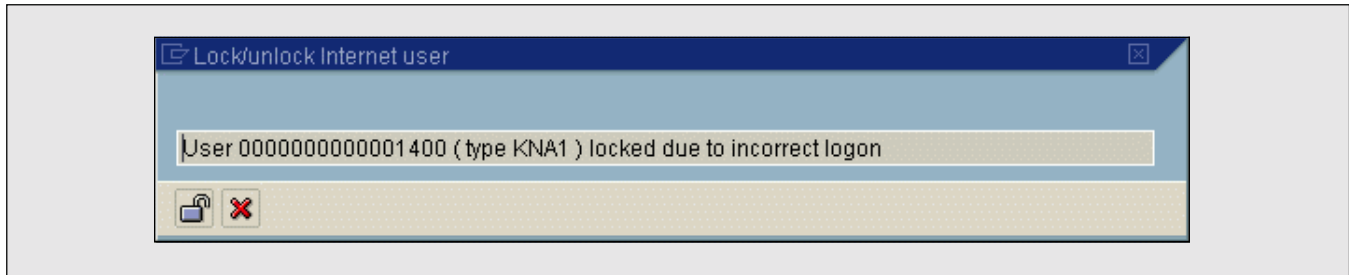 Lock/unlock Internet user
User 0000000000001400 ( type KNA1 ) locked due to incorrect logon